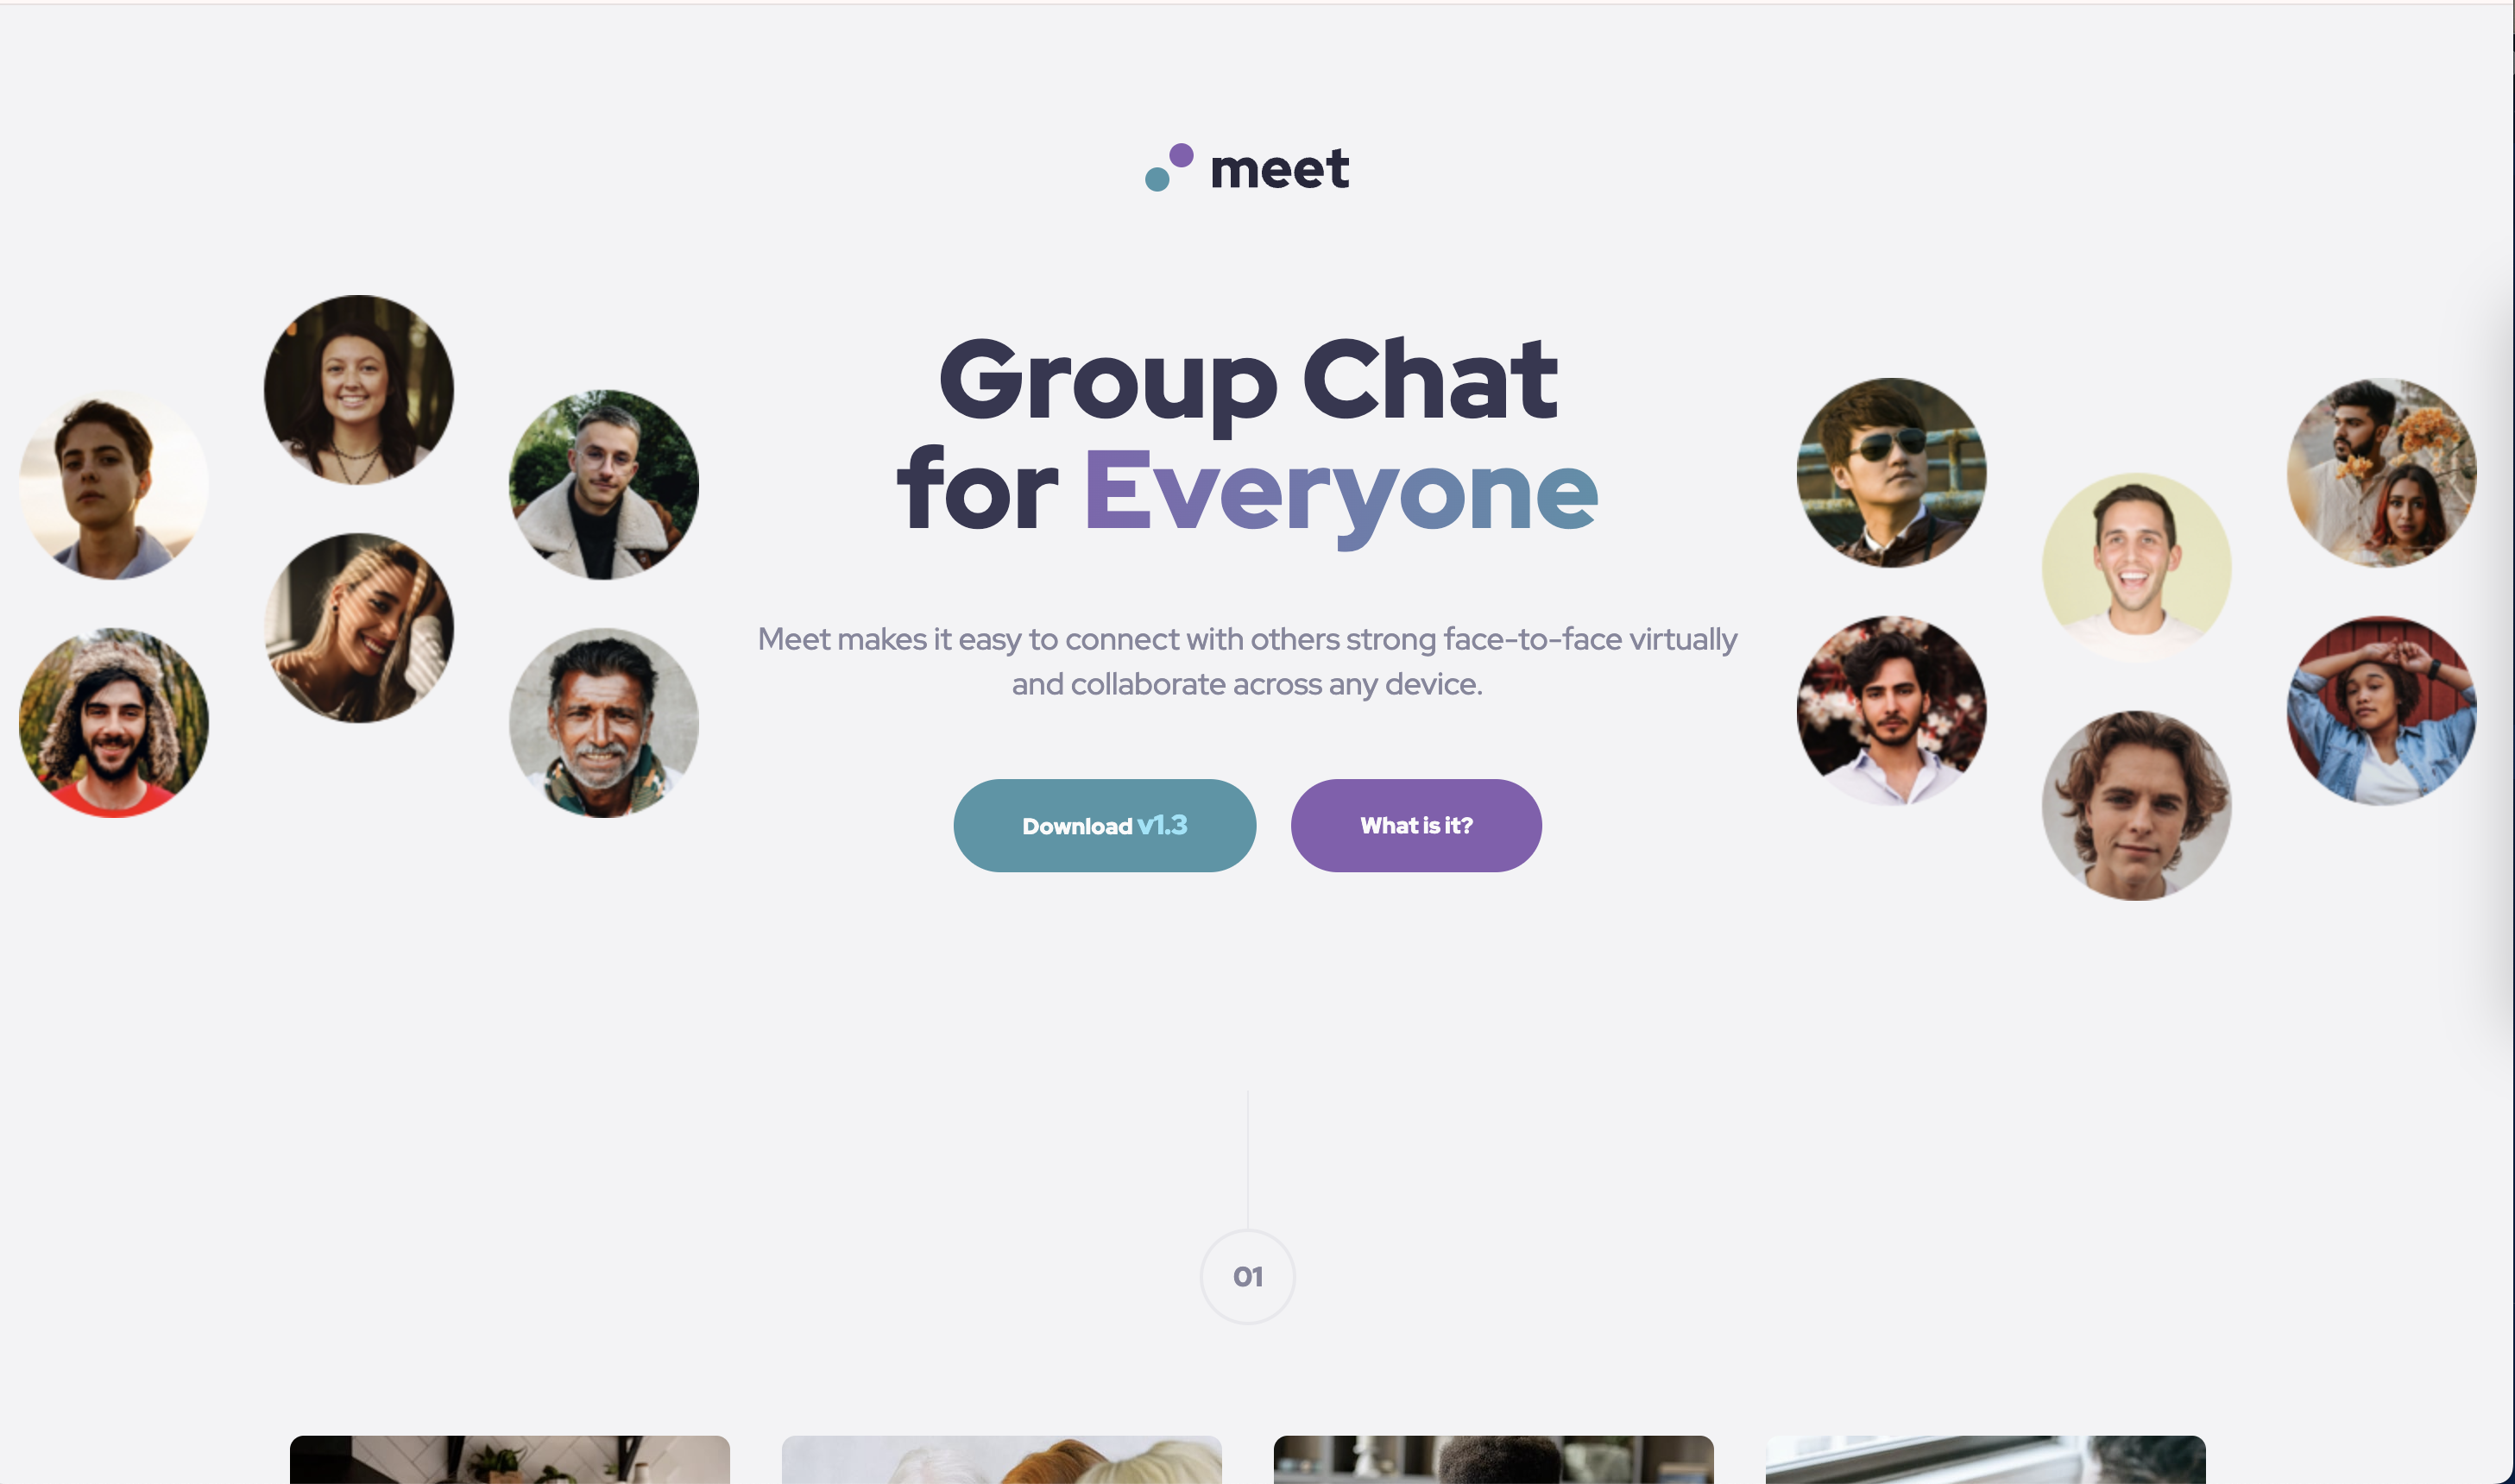 meet
Group Chat
for Everyone
Meet makes it easy to connect with others strong face-to-face virtually
and collaborate across any device.
Download v1.3
What is it?
01